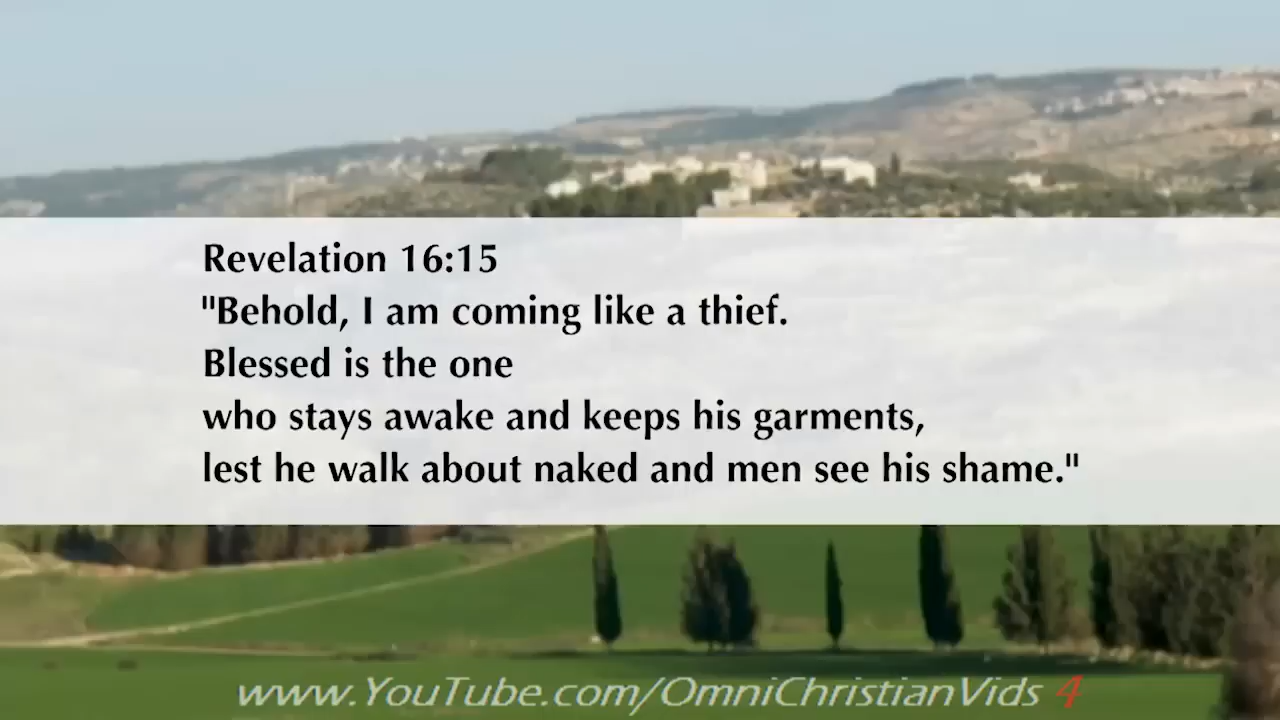 Revelation 16:15
"Behold, I am coming like a thief.
Blessed is the one
who stays awake and keeps his garments,
lest he walk about naked and men see his shame."
www.YouTube.com/OmniChristianVids 4